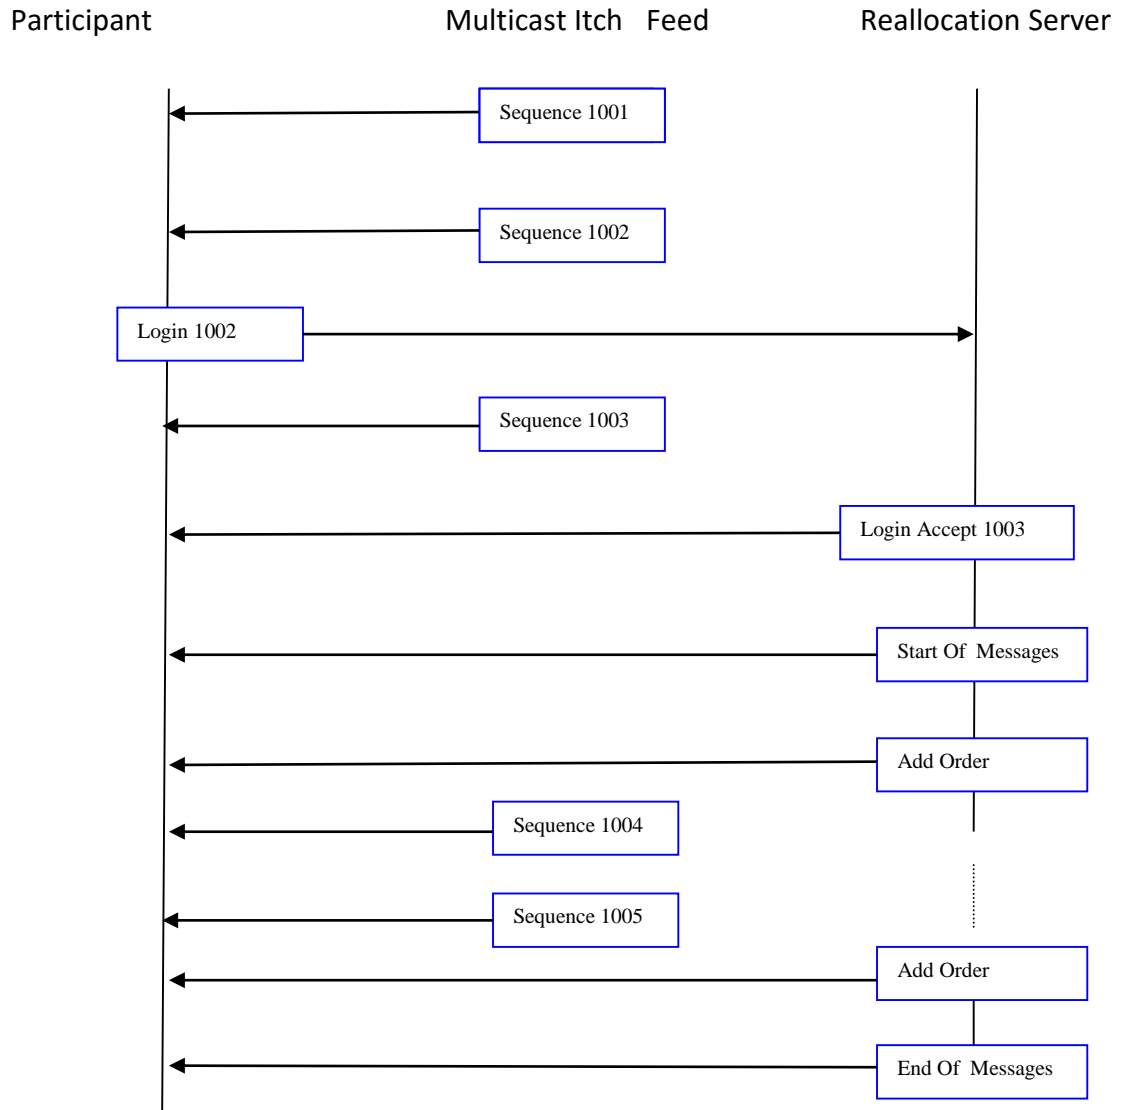 Participant Multicast Itch Feed Reallocation Server
Sequence 1001
Sequence 1002
Login 1002
Sequence 1003
Login Accept 1003
Start Of Messages
Add Order
Sequence 1004
Sequence 1005
Add Order
End Of Messages